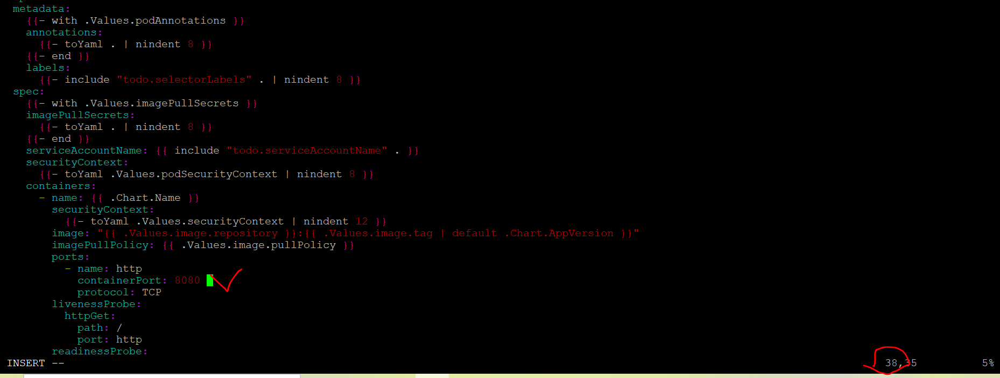 metadata:
{{- with .Values.podAnnotations }}
annotations:
{{- toYaml . | nindent 8 }}
{{- end }}
labels:
{{- include "todo.selectorLabels" . | nindent 8 }}
spec:
{{- with .Values.imagePullSecrets }}
imagePullSecrets:
{{- toYaml . | nindent 8 }}
{{- end }}
serviceAccountName: {{ include "todo.serviceAccountName" . }}
securityContext:
{{- toYaml .Values.podSecurityContext | nindent 8 }}
containers:
- name: {{ .Chart.Name }}
securityContext:
{{- toYaml .Values.securityContext | nindent 12 }}
image: "{{ .Values.image.repository }}:{{ .Values.image.tag | default .Chart.AppVersion }}"
imagePullPolicy: {{ .Values.image.pullPolicy }}
ports:
- name: http
containerPort: 8080
protocol: TCP
livenessProbe:
httpGet:
path: /
port: http
readinessProbe:
INSERT -- 38,35 5%